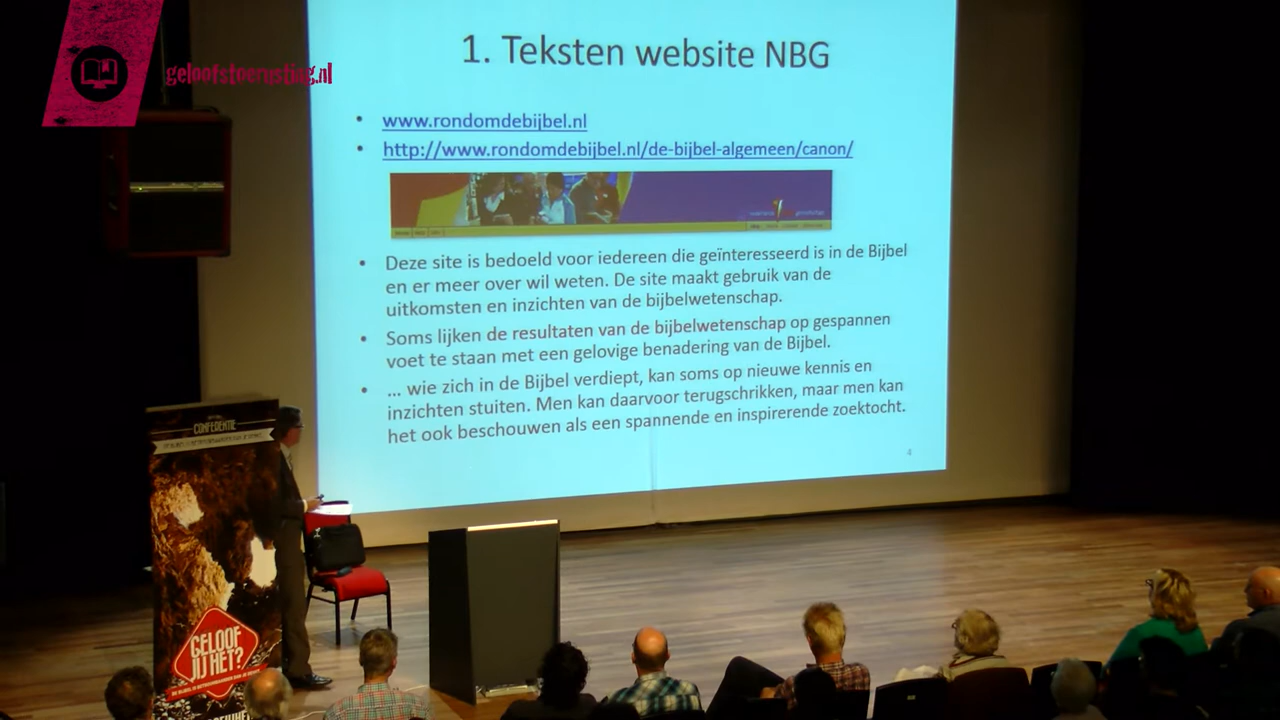 geloofstoerusting.nl
1. Teksten website NBG
• www.rondomdebijbel.nl
• http://www.rondomdebijbel.nl/de-bijbel-algemeen/canon/
• Deze site is bedoeld voor iedereen die geïnteresseerd is in de Bijbel
en er meer over wil weten. De site maakt gebruik van de
uitkomsten en inzichten van de bijbelwetenschap.
• Soms lijken de resultaten van de bijbelwetenschap op gespannen
voet te staan met een gelovige benadering van de Bijbel.
• ... wie zich in de Bijbel verdiept, kan soms op nieuwe kennis en
inzichten stuiten. Men kan daarvoor terugschrikken, maar men kan
het ook beschouwen als een spannende en inspirerende zoektocht.
4
CONFERENTIE
GELOOF
JIJ HET?